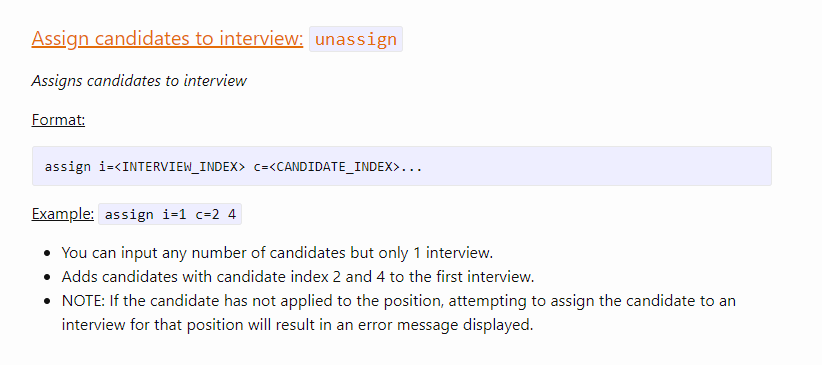 Assign candidates to interview: unassign
Assigns candidates to interview
Format:
assign i=<INTERVIEW_INDEX> c=<CANDIDATE_INDEX>...
Example: assign i=1 c=2 4
• You can input any number of candidates but only 1 interview.
• Adds candidates with candidate index 2 and 4 to the first interview.
• NOTE: If the candidate has not applied to the position, attempting to assign the candidate to an
interview for that position will result in an error message displayed.